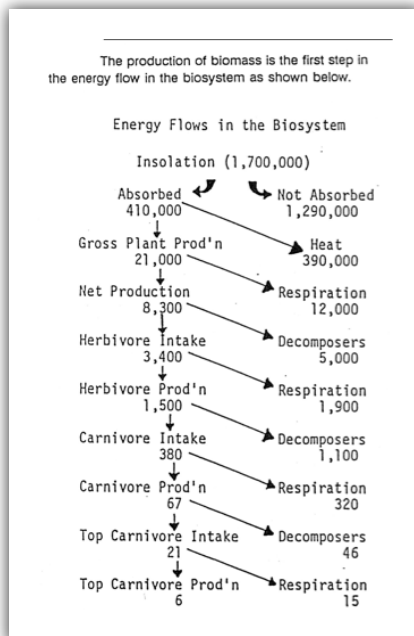 The production of biomass is the first step in
the energy flow in the biosystem as shown below.
Energy Flows in the Biosystem
Insolation (1,700,000)
Absorbed Not Absorbed
410,000 1,290,000
Gross Plant Prod'n Heat
21,000 390,000
Net Production Respiration
8,300 12,000
Herbivore Intake Decomposers
3,400 5,000
Herbivore Prod'n Respiration
1,500 1,900
Carnivore Intake Decomposers
380 1,100
Carnivore Prod'n Respiration
67 320
Top Carnivore Intake Decomposers
21 46
Top Carnivore Prod'n Respiration
6 15